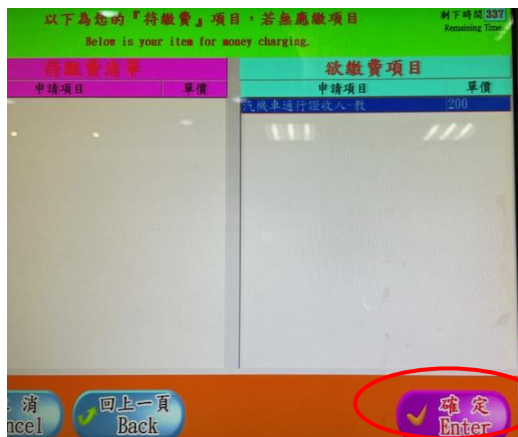 以下為您的『待繳費』項目,若無應繳項目
Below is your item for money charging.
剩下時間 337
Remaining Time
待繳費清單
申請項目
單價
欲繳費項目
申請項目
單價
汽機車通行證收入-教
200
消
ncel
回上一頁
Back
確定
Enter